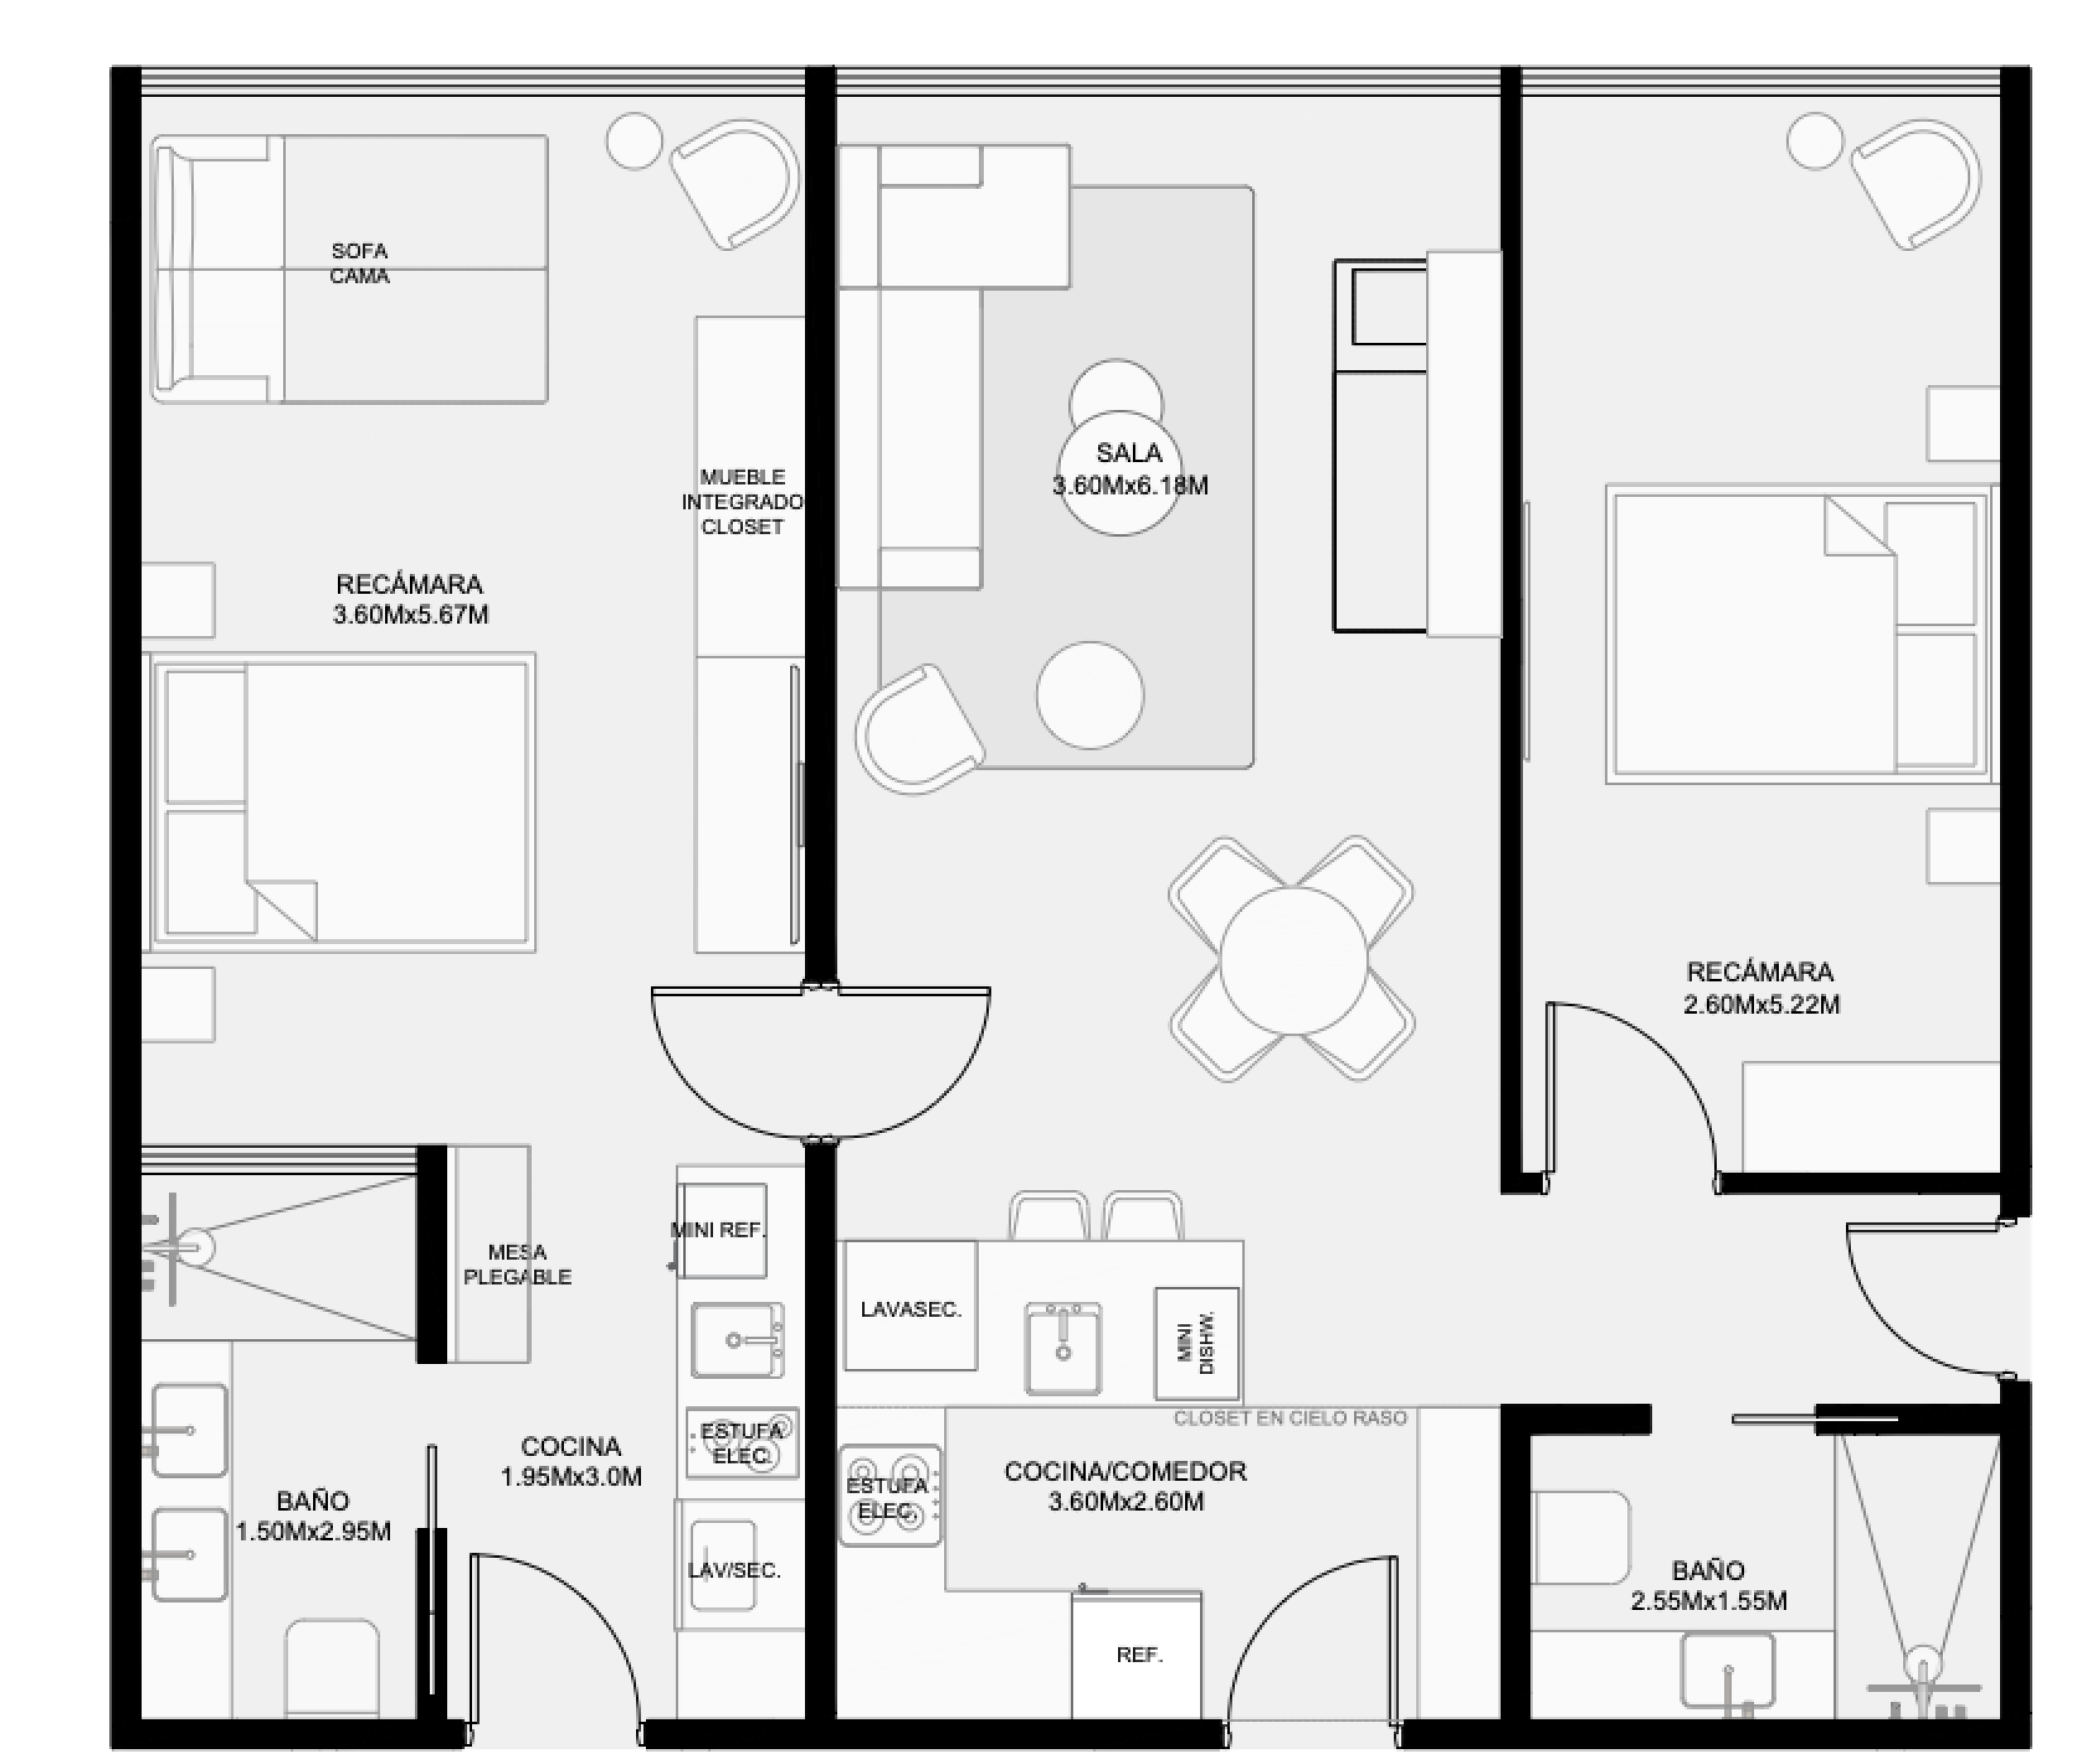 SOFA
CAMA
MUEBLE
INTEGRADO
CLOSET
RECÁMARA
3.60Mx5.67M
SALA
3.60Mx6.18M
RECÁMARA
2.60Mx5.22M
MINI REF.
MESA
PLEGABLE
LAVASEC.
MINI
DISHW.
CLOSET EN CIELO RASO
ESTUFA
ELEC.
COCINA
1.95Mx3.0M
BAÑO
1.50Mx2.95M
LAV/SEC.
ESTUFA
ELEC.
COCINA/COMEDOR
3.60Mx2.60M
REF.
BAÑO
2.55Mx1.55M